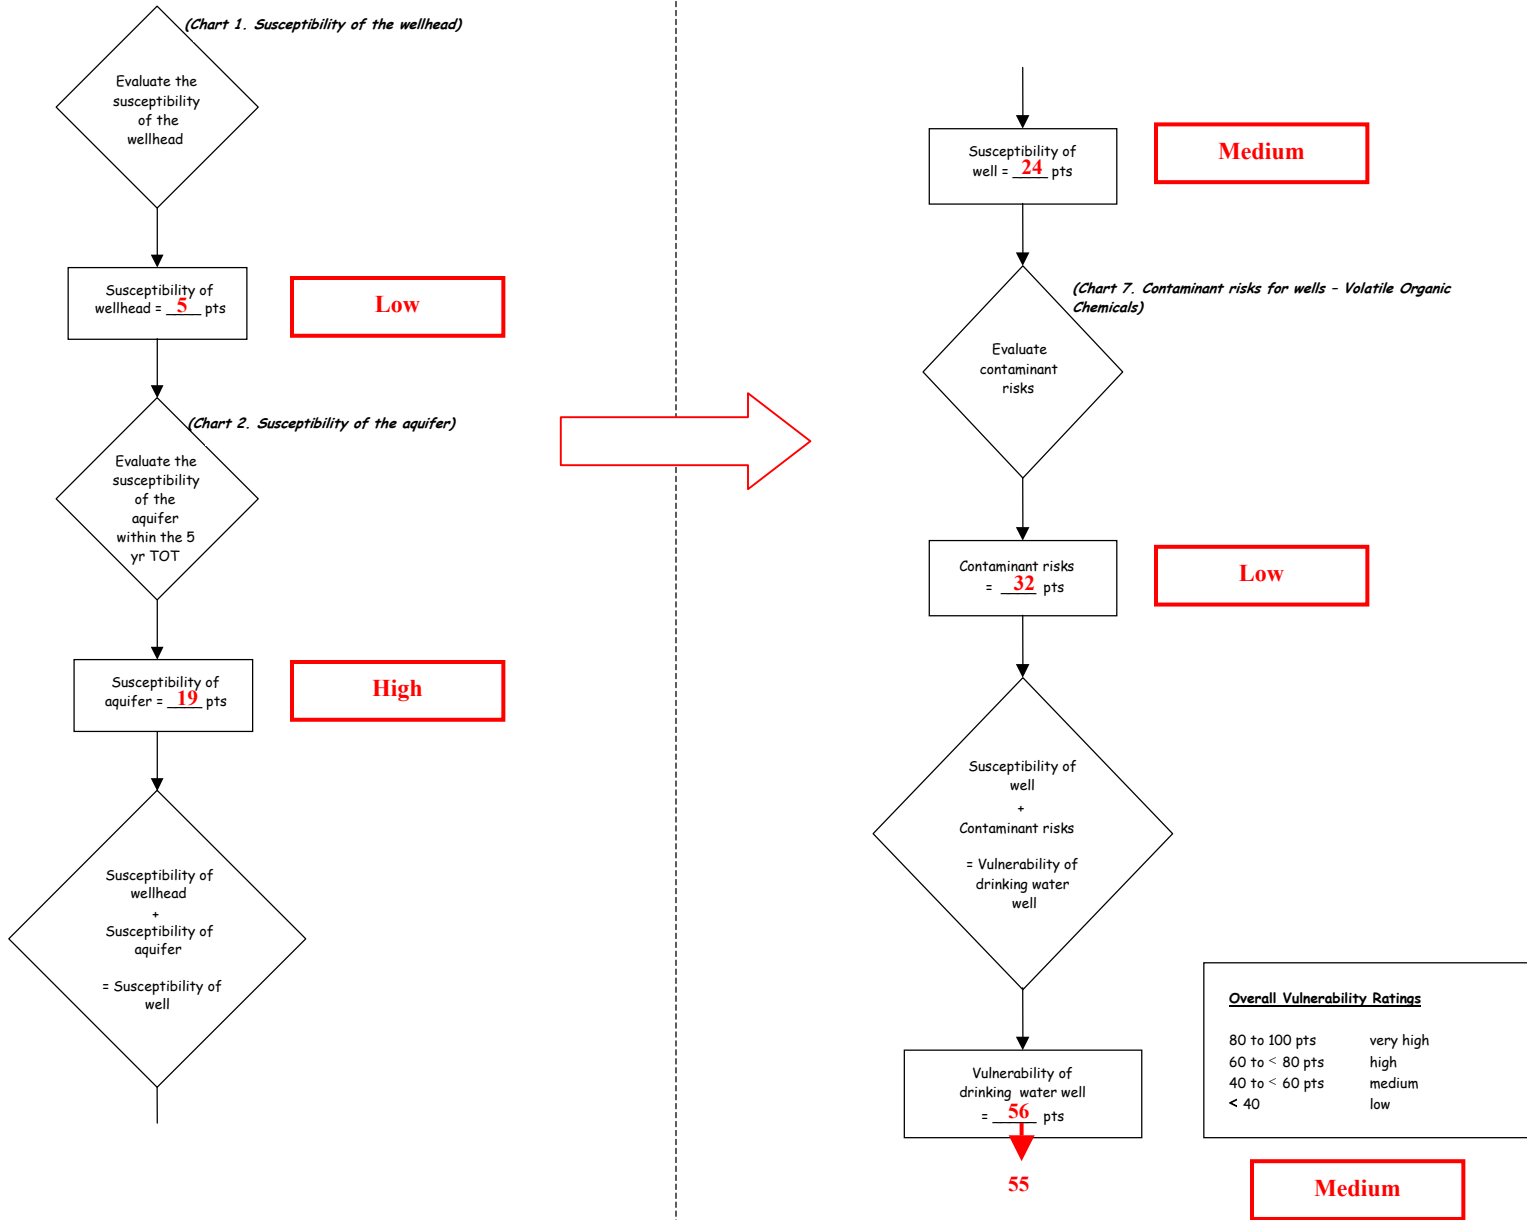 (Chart 1. Susceptibility of the wellhead)
Evaluate the
susceptibility
of the
wellhead
Susceptibility of
wellhead = __5__ pts
Low
(Chart 2. Susceptibility of the aquifer)
Evaluate the
susceptibility
of the
aquifer
within the 5
yr TOT
Susceptibility of
aquifer = __19__ pts
High
Susceptibility of
wellhead
+
Susceptibility of
aquifer
= Susceptibility of
well
Susceptibility of
well = __24__ pts
Medium
(Chart 7. Contaminant risks for wells – Volatile Organic
Chemicals)
Evaluate
contaminant
risks
Contaminant risks
= __32__ pts
Low
Susceptibility of
well
+
Contaminant risks
= Vulnerability of
drinking water
well
Vulnerability of
drinking water well
= __56__ pts
55
Overall Vulnerability Ratings
80 to 100 pts very high
60 to < 80 pts high
40 to < 60 pts medium
< 40 low
Medium